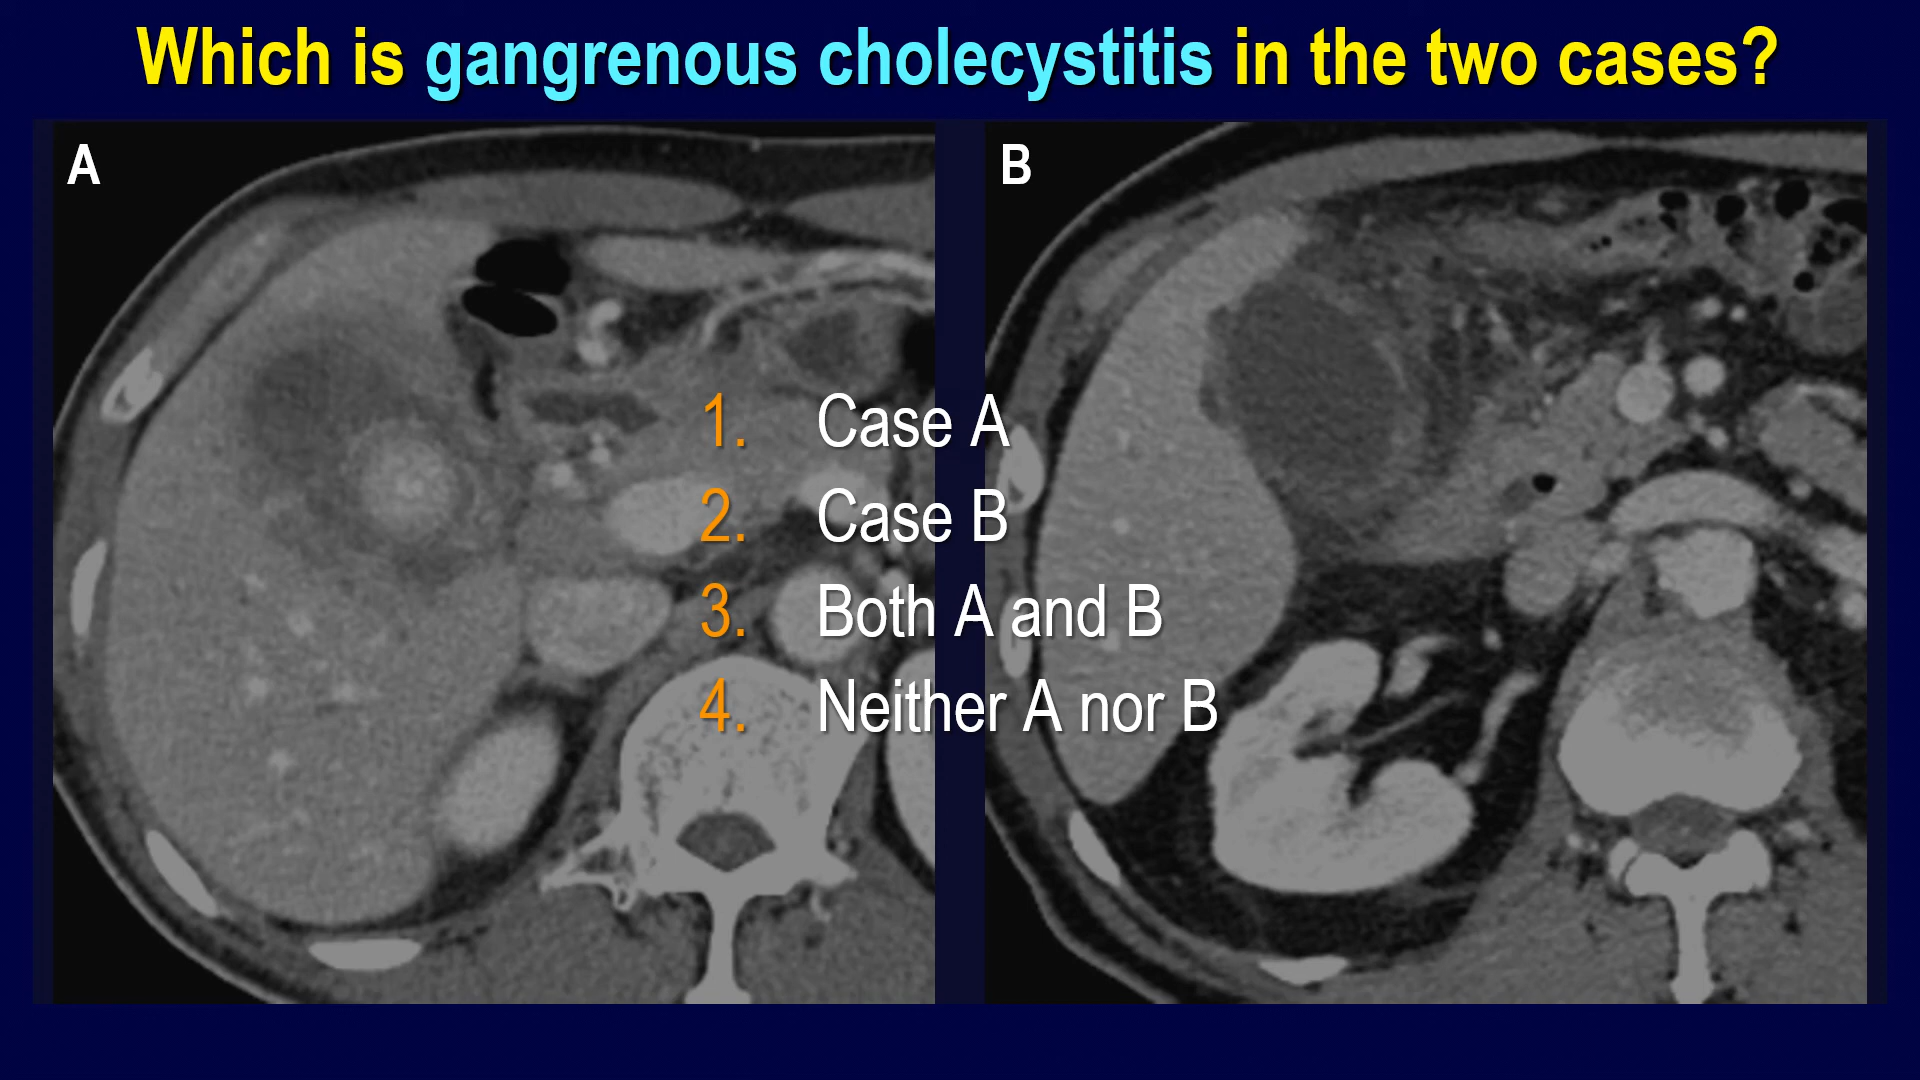 Which is gangrenous cholecystitis in the two cases?
A
B
1. Case A
2. Case B
3. Both A and B
4. Neither A nor B